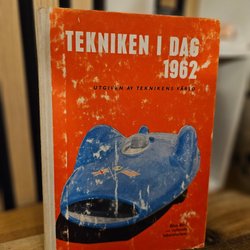 TEKNIKEN I DAG
1962
UTGIVEN AV TEKNIKENS VÄRLD